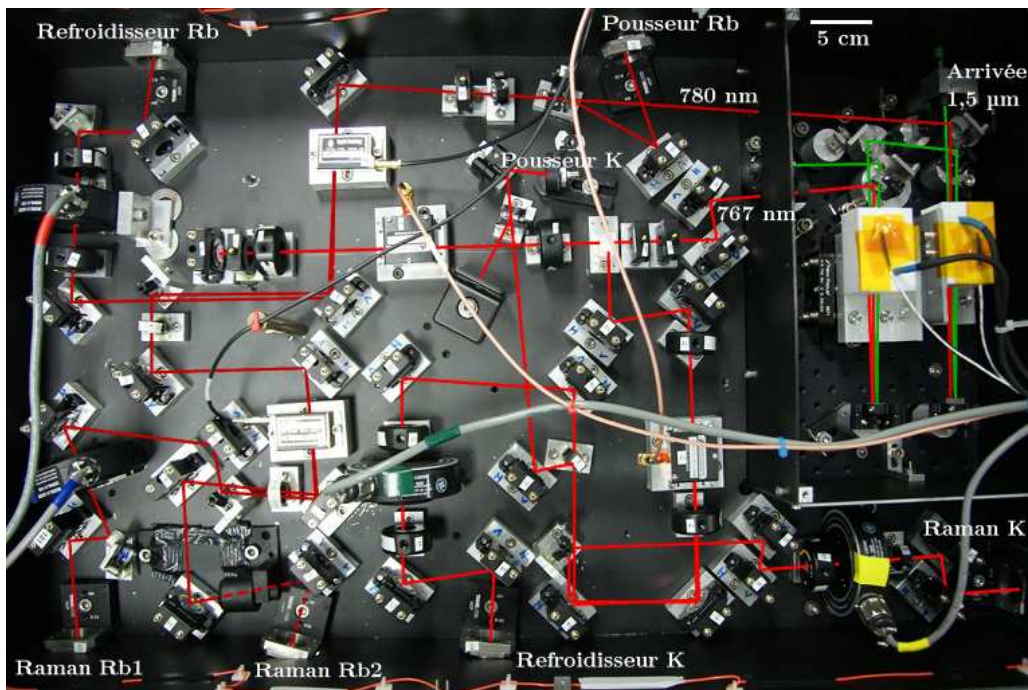 Refroidisseur Rb
Pousseur Rb
5 cm
Arrivée
1,5 µm
780 nm
Pousseur K
767 nm
Raman K
Raman Rb1
Raman Rb2
Refroidisseur K